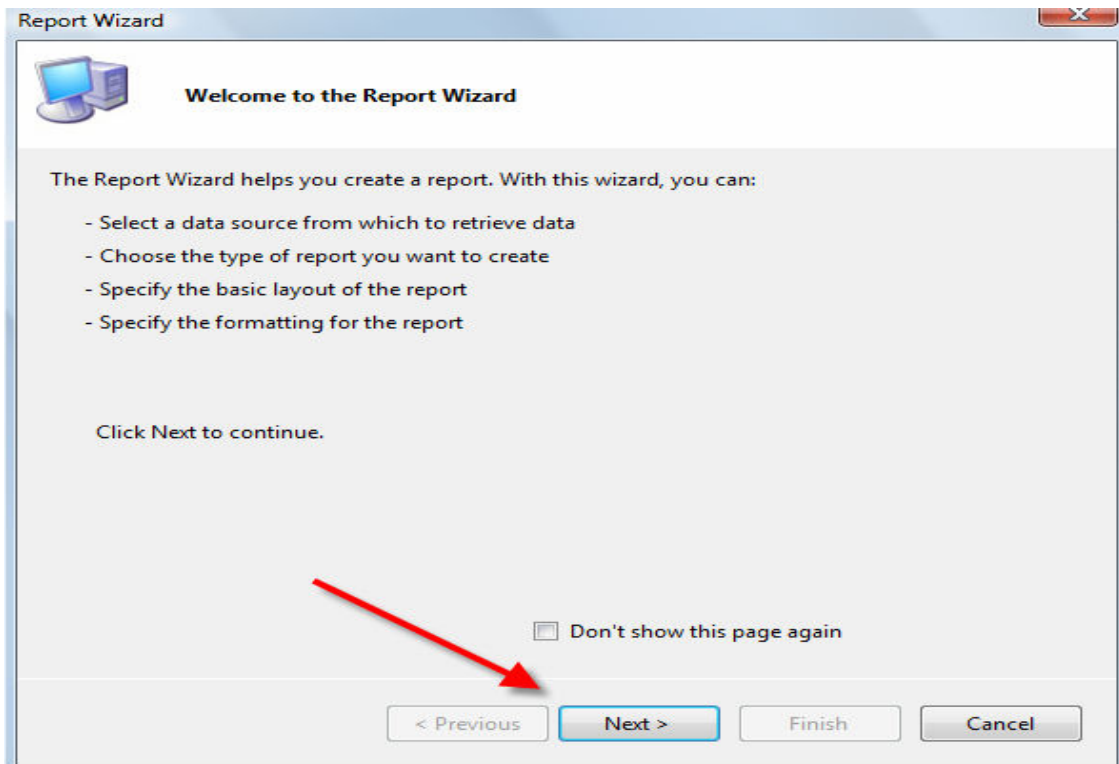 Report Wizard
Welcome to the Report Wizard
The Report Wizard helps you create a report. With this wizard, you can:
- Select a data source from which to retrieve data
- Choose the type of report you want to create
- Specify the basic layout of the report
- Specify the formatting for the report
Click Next to continue.
Don't show this page again
< Previous Next > Finish Cancel